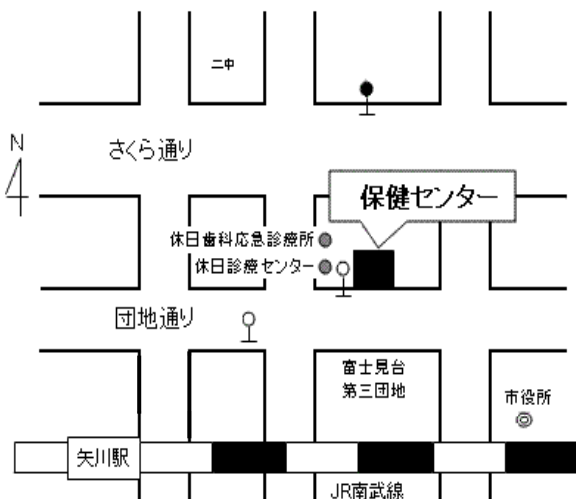 二中
N
さくら通り
保健センター
休日歯科応急診療所
休日診療センター
団地通り
富士見台
第三団地
市役所
矢川駅
JR南武線